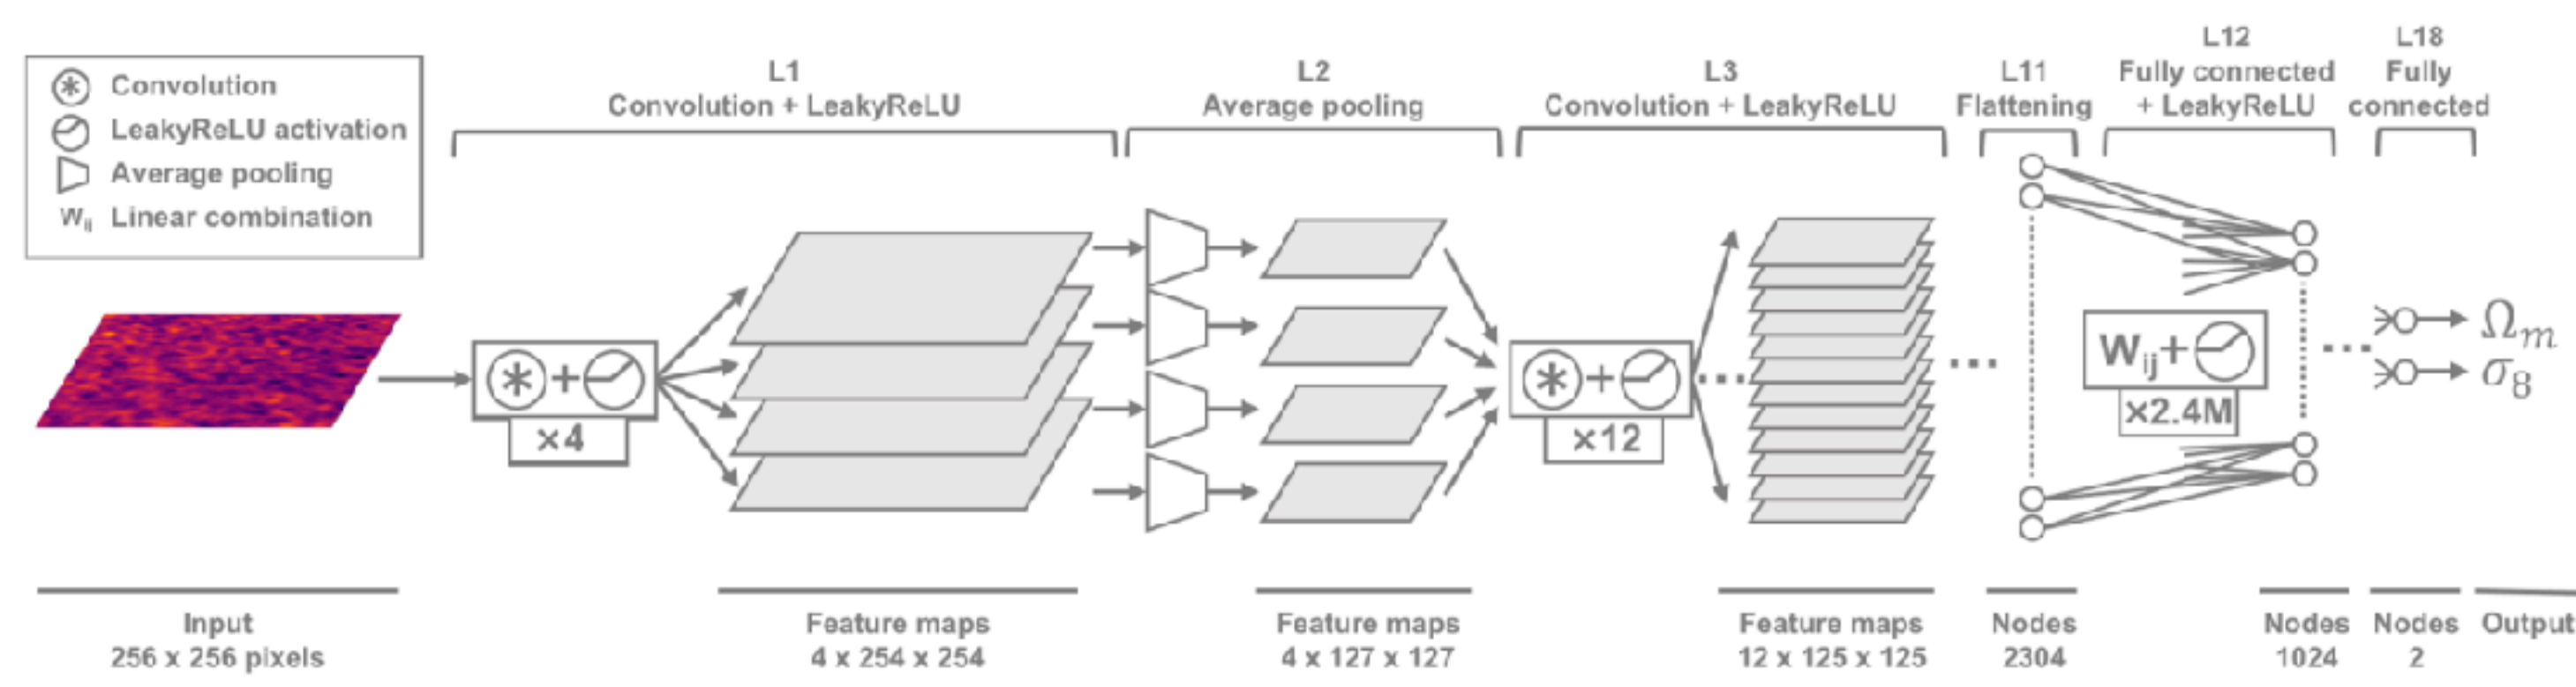 Convolution
LeakyReLU activation
Average pooling
Wij Linear combination
L1
Convolution + LeakyReLU
L2
Average pooling
L3
Convolution + LeakyReLU
L11
Flattening
L12
Fully connected
+ LeakyReLU
L18
Fully
connected
×4
×12
Wij+
×2.4M
Ωm
σ8
Input
256 x 256 pixels
Feature maps
4 x 254 x 254
Feature maps
4 x 127 x 127
Feature maps
12 x 125 x 125
Nodes
2304
Nodes
1024
Nodes
2
Output